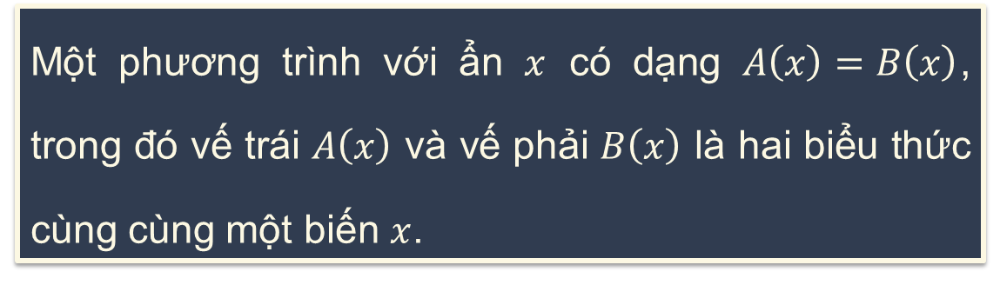 Một phương trình với ẩn x có dạng A(x) = B(x),
trong đó vế trái A(x) và vế phải B(x) là hai biểu thức
cùng cùng một biến x.